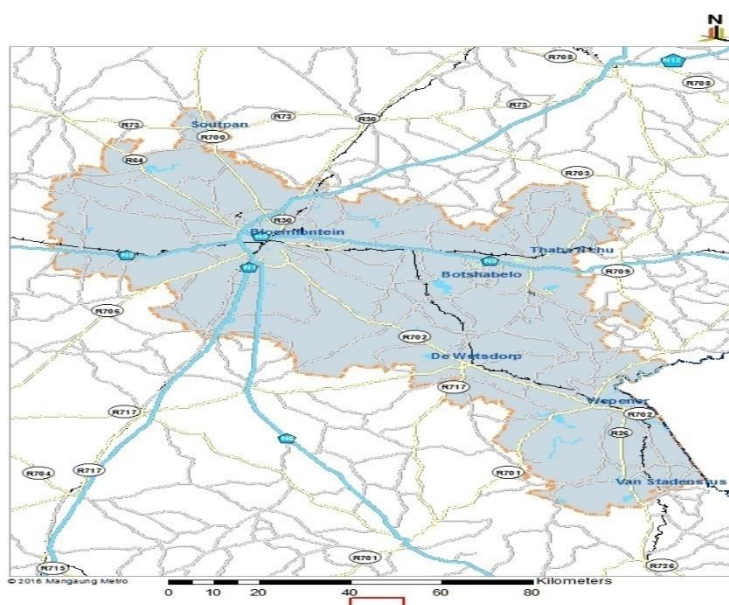 N
R708
N12
R708
R73
R73
R30
Soutpan
R73
R700
R64
R703
R30
Bloemfontein
Thaba Nchu
N8
R709
Botshabelo
N1
R706
R702
De Wetsdorp
R717
Wepener
R717
R702
R26
N6
R704
R717
R701
Van Stadensrus
R701
R715
R726
© 2016 Mangaung Metro
Kilometers
0 5 10 20 40 60 80